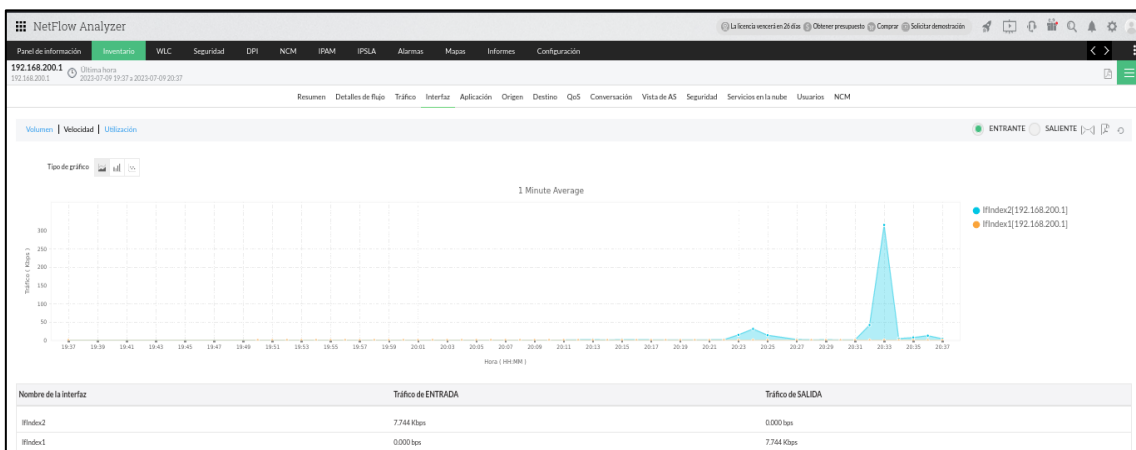 NetFlow Analyzer
La licencia vencerá en 26 días Obtener presupuesto Comprar Solicitar demostración
Panel de información Inventario WLC Seguridad DPI NCM IPAM IPSLA Alarmas Mapas Informes Configuración
192.168.200.1
192.168.200.1
Última hora
2023-07-09 19:37 a 2023-07-09 20:37
Resumen Detalles de flujo Tráfico Interfaz Aplicación Origen Destino QoS Conversación Vista de AS Seguridad Servicios en la nube Usuarios NCM
Volumen | Velocidad | Utilización
ENTRANTE SALIENTE
Tipo de gráfico
1 Minute Average
IfIndex2[192.168.200.1]
IfIndex1[192.168.200.1]
Tráfico ( Kbps )
300
250
200
150
100
50
0
19:37 19:39 19:41 19:43 19:45 19:47 19:49 19:51 19:53 19:55 19:57 19:59 20:01 20:03 20:05 20:07 20:09 20:11 20:13 20:15 20:17 20:19 20:21 20:23 20:25 20:27 20:29 20:31 20:33 20:35 20:37
Hora ( HH:MM )
Nombre de la interfaz Tráfico de ENTRADA Tráfico de SALIDA
IfIndex2 7.744 Kbps 0.000 bps
IfIndex1 0.000 bps 7.744 Kbps